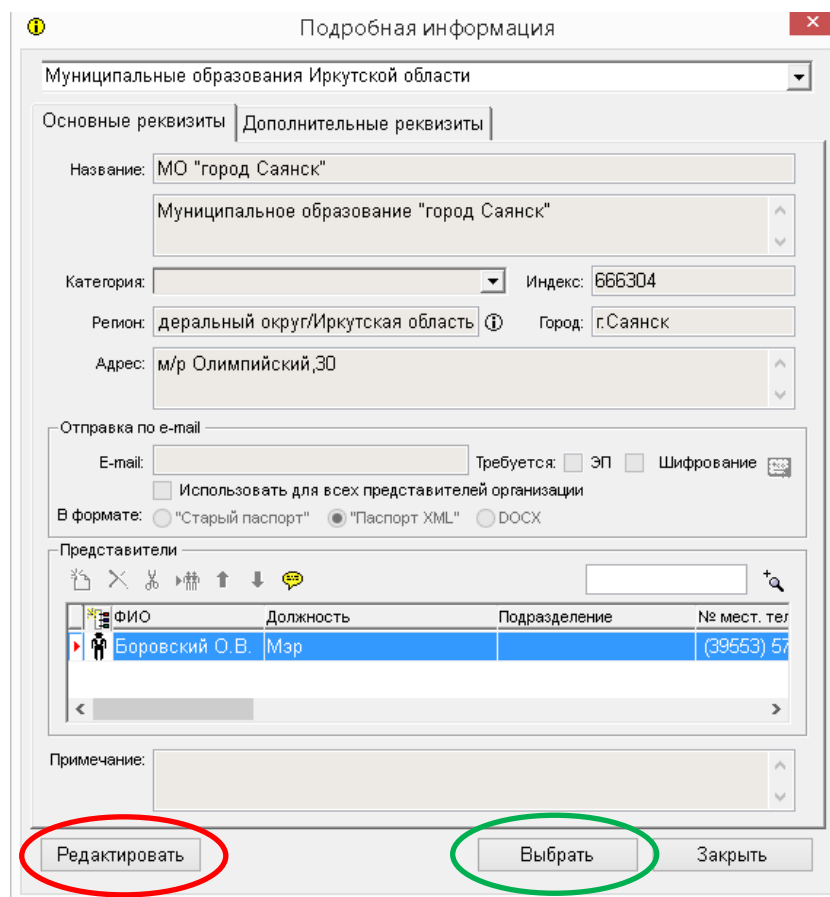 Подробная информация
Муниципальные образования Иркутской области
Основные реквизиты Дополнительные реквизиты
Название: МО "город Саянск"
Муниципальное образование "город Саянск"
Категория: Индекс: 666304
Регион: деральный округ/Иркутская область Город: г.Саянск
Адрес: м/р Олимпийский,30
Отправка по e-mail
E-mail: Требуется: ЭП Шифрование
Использовать для всех представителей организации
В формате: "Старый паспорт" "Паспорт XML" DOCX
Представители
ФИО Должность Подразделение № мест. тел
Боровский О.В. Мэр (39553) 57
Примечание:
Редактировать Выбрать Закрыть